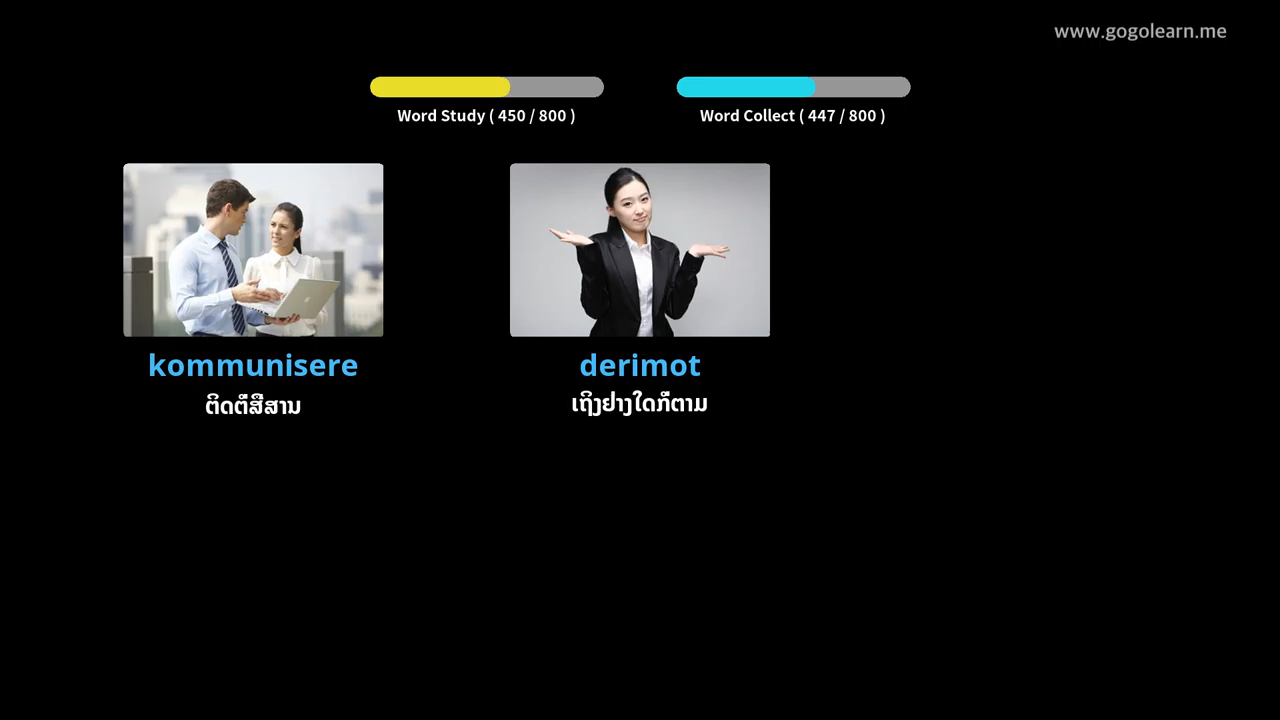 www.gogolearn.me
Word Study ( 450 / 800 )
Word Collect ( 447 / 800 )
kommunisere
ຕິດຕໍ່ສື່ສານ
derimot
ເຖິງຢ່າງໃດກໍ່ຕາມ